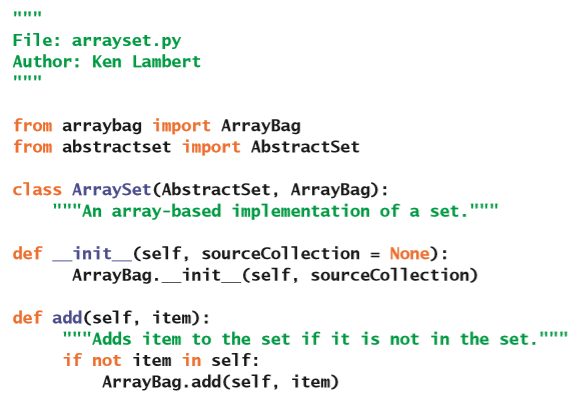 """
File: arrayset.py
Author: Ken Lambert
"""
from arraybag import ArrayBag
from abstractset import AbstractSet
class ArraySet(AbstractSet, ArrayBag):
"""An array-based implementation of a set."""
def __init__(self, sourceCollection = None):
ArrayBag.__init__(self, sourceCollection)
def add(self, item):
"""Adds item to the set if it is not in the set."""
if not item in self:
ArrayBag.add(self, item)